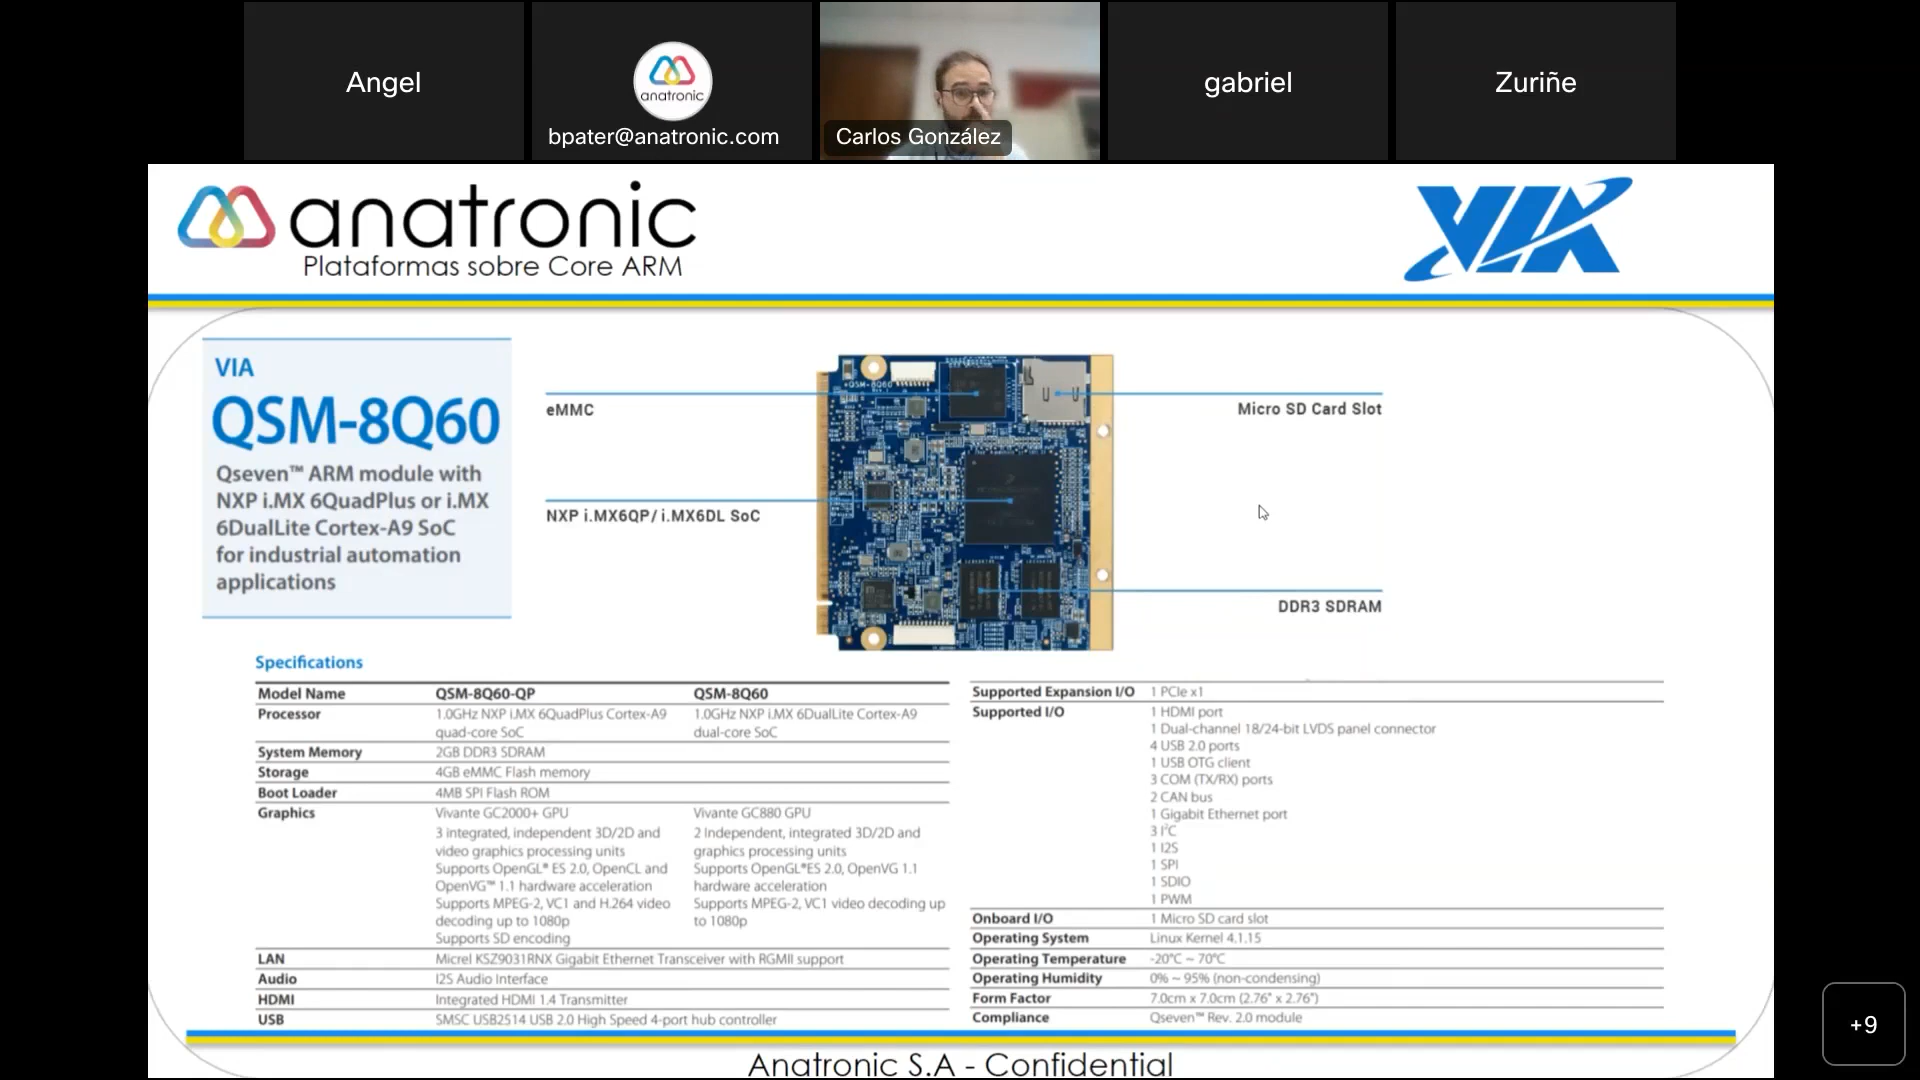 Angel
anatronic
bpater@anatronic.com
Carlos González
gabriel
Zuriñe
anatronic
Plataformas sobre Core ARM
VIA
VIA
QSM-8Q60
Qseven™ ARM module with
NXP i.MX 6QuadPlus or i.MX
6DualLite Cortex-A9 SoC
for industrial automation
applications
eMMC
NXP i.MX6QP/ i.MX6DL SoC
QSM-8Q60
Micro SD Card Slot
DDR3 SDRAM
Specifications
Model Name QSM-8Q60-QP QSM-8Q60
Processor 1.0GHz NXP i.MX 6QuadPlus Cortex-A9 1.0GHz NXP i.MX 6DualLite Cortex-A9
quad-core SoC dual-core SoC
System Memory 2GB DDR3 SDRAM
Storage 4GB eMMC Flash memory
Boot Loader 4MB SPI Flash ROM
Graphics Vivante GC2000+ GPU Vivante GC880 GPU
3 integrated, independent 3D/2D and 2 Independent, integrated 3D/2D and
video graphics processing units graphics processing units
Supports OpenGL® ES 2.0, OpenCL and Supports OpenGL®ES 2.0, OpenVG 1.1
OpenVG™ 1.1 hardware acceleration hardware acceleration
Supports MPEG-2, VC1 and H.264 video Supports MPEG-2, VC1 video decoding up
decoding up to 1080p to 1080p
Supports SD encoding
LAN Micrel KSZ9031RNX Gigabit Ethernet Transceiver with RGMII support
Audio I2S Audio Interface
HDMI Integrated HDMI 1.4 Transmitter
USB SMSC USB2514 USB 2.0 High Speed 4-port hub controller
Supported Expansion I/O 1 PCIe x1
Supported I/O 1 HDMI port
1 Dual-channel 18/24-bit LVDS panel connector
4 USB 2.0 ports
1 USB OTG client
3 COM (TX/RX) ports
2 CAN bus
1 Gigabit Ethernet port
3 I²C
1 I2S
1 SPI
1 SDIO
1 PWM
Onboard I/O 1 Micro SD card slot
Operating System Linux Kernel 4.1.15
Operating Temperature -20°C ~ 70°C
Operating Humidity 0% ~ 95% (non-condensing)
Form Factor 7.0cm x 7.0cm (2.76" x 2.76")
Compliance Qseven™ Rev. 2.0 module
Anatronic S.A - Confidential
+9